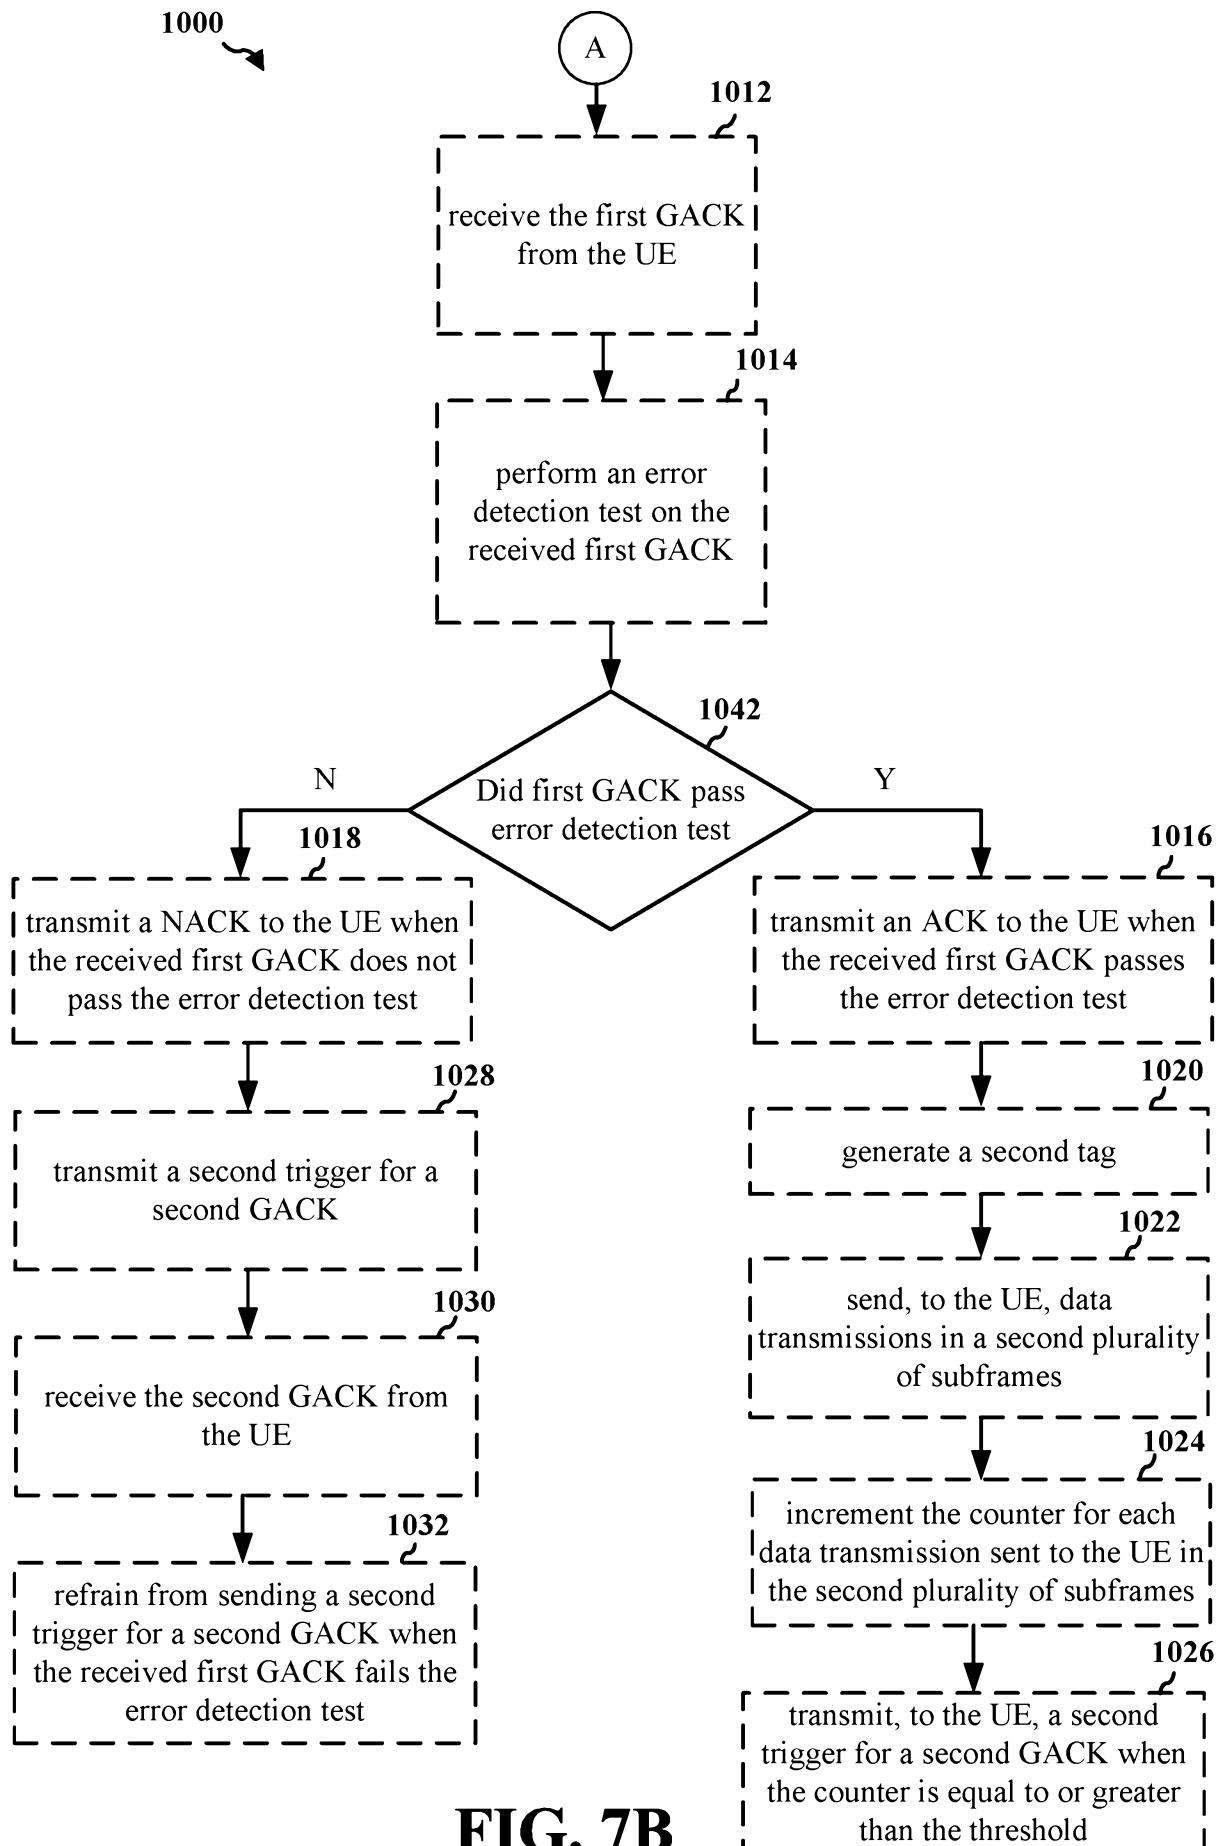 1000
A
1012
receive the first GACK
from the UE
1014
perform an error
detection test on the
received first GACK
1042
Did first GACK pass
error detection test
N
Y
1018
transmit a NACK to the UE when
the received first GACK does not
pass the error detection test
1028
transmit a second trigger for a
second GACK
1030
receive the second GACK from
the UE
1032
refrain from sending a second
trigger for a second GACK when
the received first GACK fails the
error detection test
1016
transmit an ACK to the UE when
the received first GACK passes
the error detection test
1020
generate a second tag
1022
send, to the UE, data
transmissions in a second plurality
of subframes
1024
increment the counter for each
data transmission sent to the UE in
the second plurality of subframes
1026
transmit, to the UE, a second
trigger for a second GACK when
the counter is equal to or greater
than the threshold
FIG. 7B